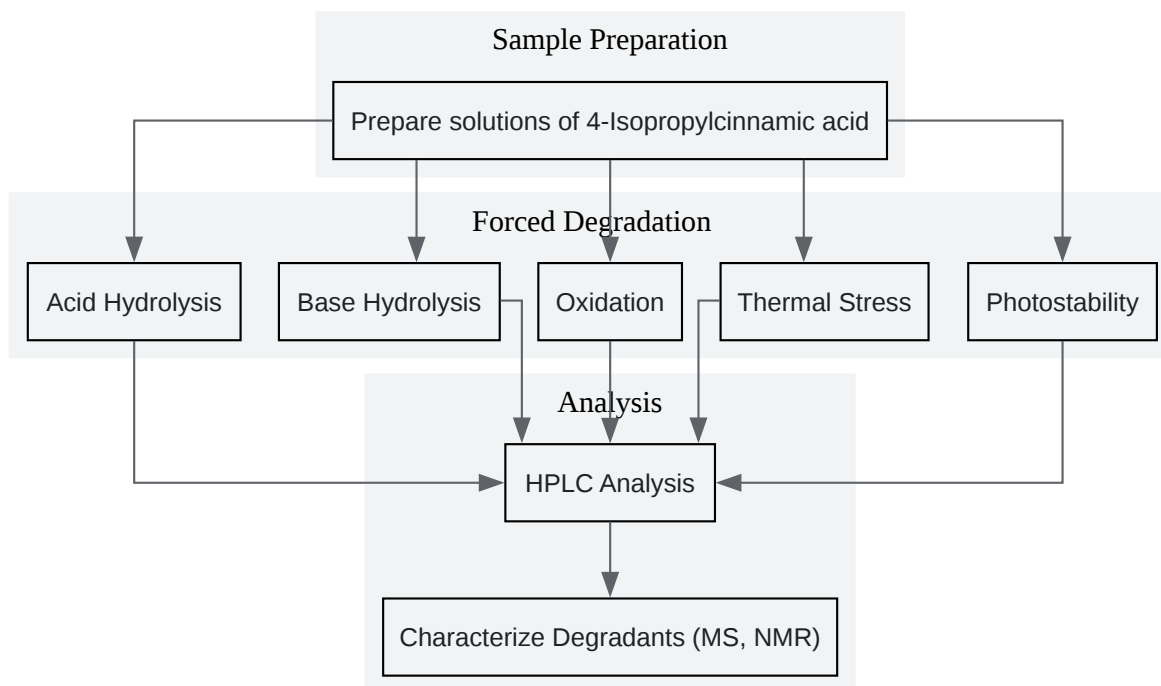 Sample Preparation
Prepare solutions of 4-Isopropylcinnamic acid
Forced Degradation
Acid Hydrolysis
Base Hydrolysis
Oxidation
Thermal Stress
Photostability
Analysis
HPLC Analysis
Characterize Degradants (MS, NMR)